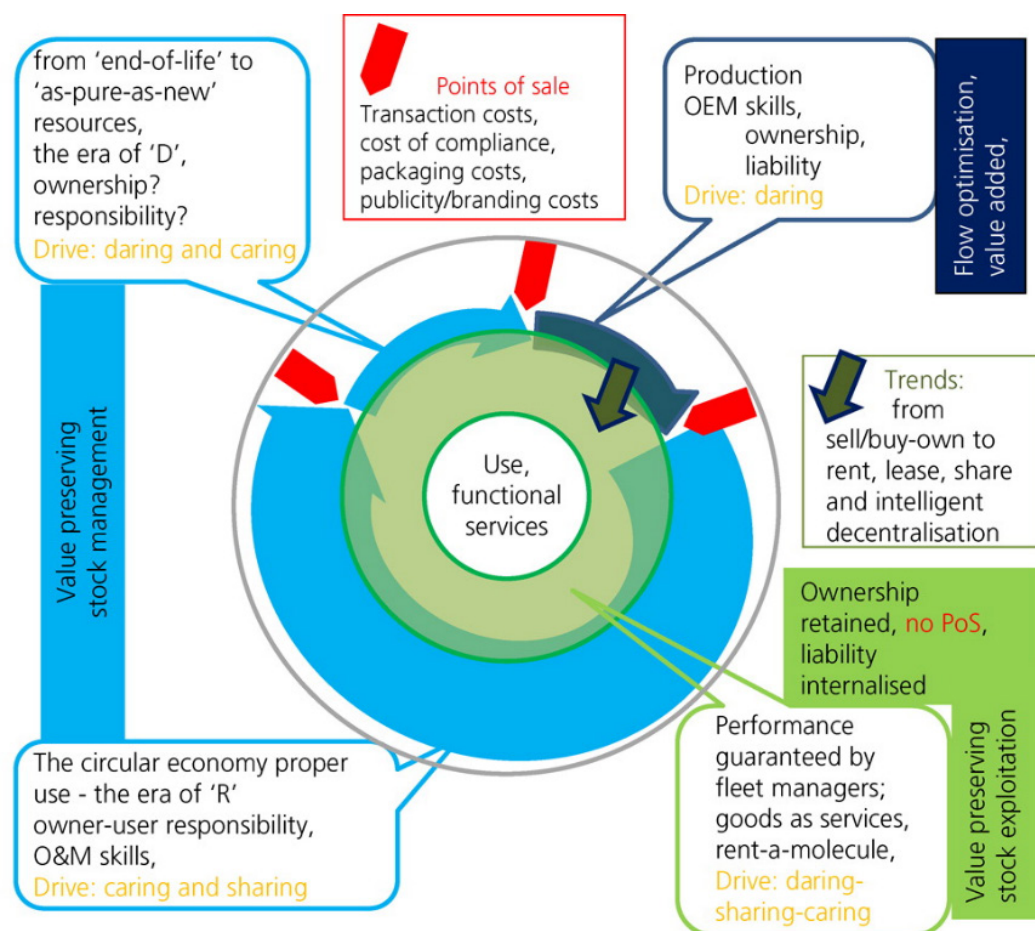 from ‘end-of-life’ to
‘as-pure-as-new’
resources,
the era of ‘D’,
ownership?
responsibility?
Drive: daring and caring
Points of sale
Transaction costs,
cost of compliance,
packaging costs,
publicity/branding costs
Production
OEM skills,
ownership,
liability
Drive: daring
Flow optimisation,
value added,
Trends:
from
sell/buy-own to
rent, lease, share
and intelligent
decentralisation
Use,
functional
services
Value preserving
stock management
Ownership
retained, no PoS,
liability
internalised
The circular economy proper
use - the era of ‘R’
owner-user responsibility,
O&M skills,
Drive: caring and sharing
Performance
guaranteed by
fleet managers;
goods as services,
rent-a-molecule,
Drive: daring-
sharing-caring
Value preserving
stock exploitation